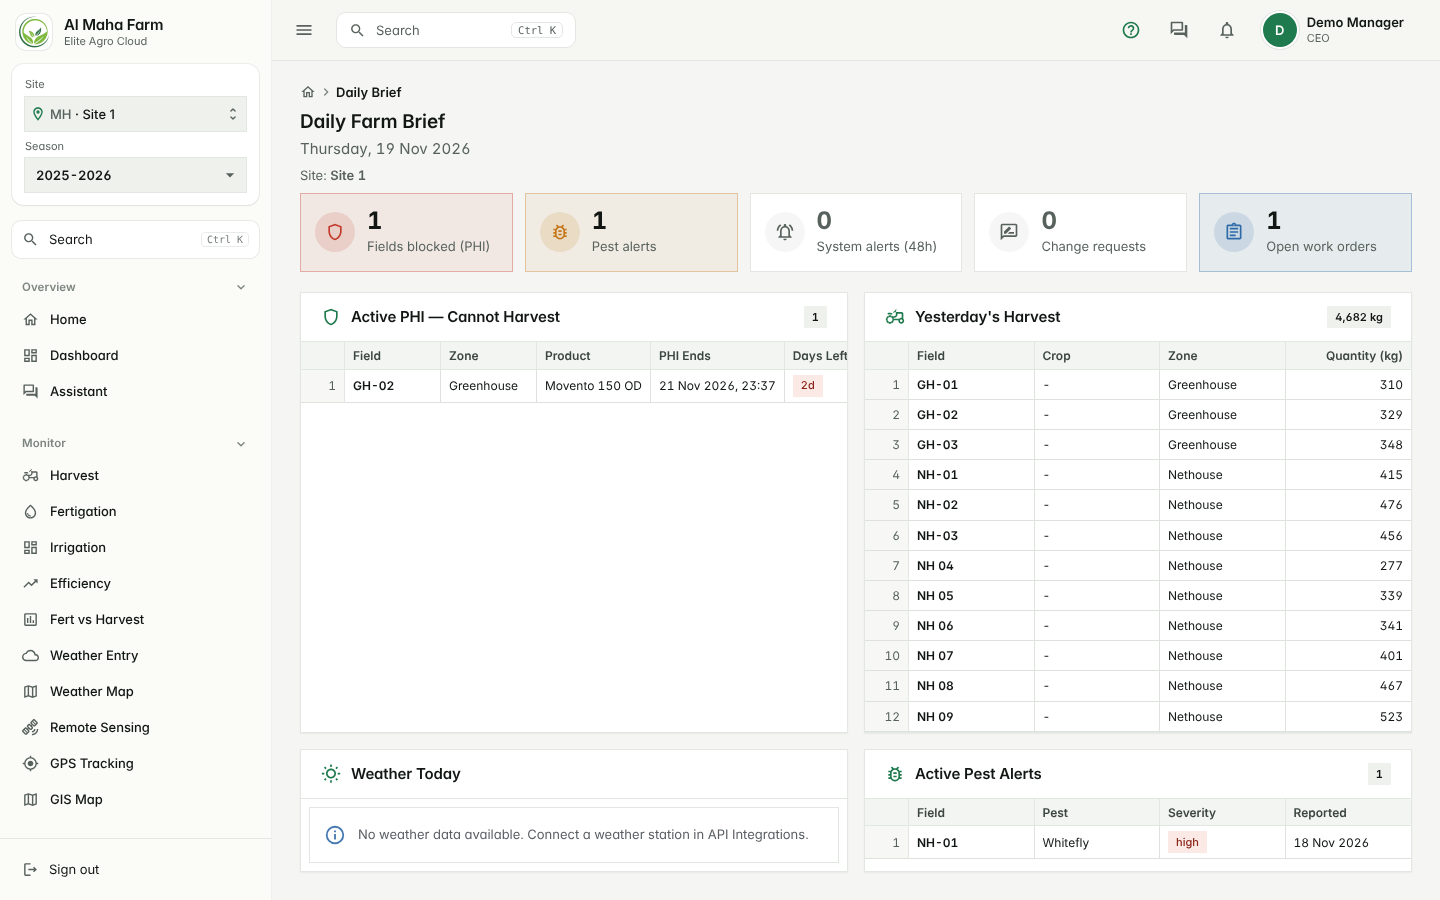 Al Maha Farm
Elite Agro Cloud
Site
MH · Site 1
Season
2025-2026
Search
Ctrl K
Overview
Home
Dashboard
Assistant
Monitor
Harvest
Fertigation
Irrigation
Efficiency
Fert vs Harvest
Weather Entry
Weather Map
Remote Sensing
GPS Tracking
GIS Map
Sign out
Search
Ctrl K
D
Demo Manager
CEO
Daily Brief
Daily Farm Brief
Thursday, 19 Nov 2026
Site: Site 1
1
Fields blocked (PHI)
1
Pest alerts
0
System alerts (48h)
0
Change requests
1
Open work orders
Active PHI — Cannot Harvest
1
Field Zone Product PHI Ends Days Left
1 GH-02 Greenhouse Movento 150 OD 21 Nov 2026, 23:37 2d
Yesterday's Harvest
4,682 kg
Field Crop Zone Quantity (kg)
1 GH-01 - Greenhouse 310
2 GH-02 - Greenhouse 329
3 GH-03 - Greenhouse 348
4 NH-01 - Nethouse 415
5 NH-02 - Nethouse 476
6 NH-03 - Nethouse 456
7 NH 04 - Nethouse 277
8 NH 05 - Nethouse 339
9 NH 06 - Nethouse 341
10 NH 07 - Nethouse 401
11 NH 08 - Nethouse 467
12 NH 09 - Nethouse 523
Weather Today
No weather data available. Connect a weather station in API Integrations.
Active Pest Alerts
1
Field Pest Severity Reported
1 NH-01 Whitefly high 18 Nov 2026